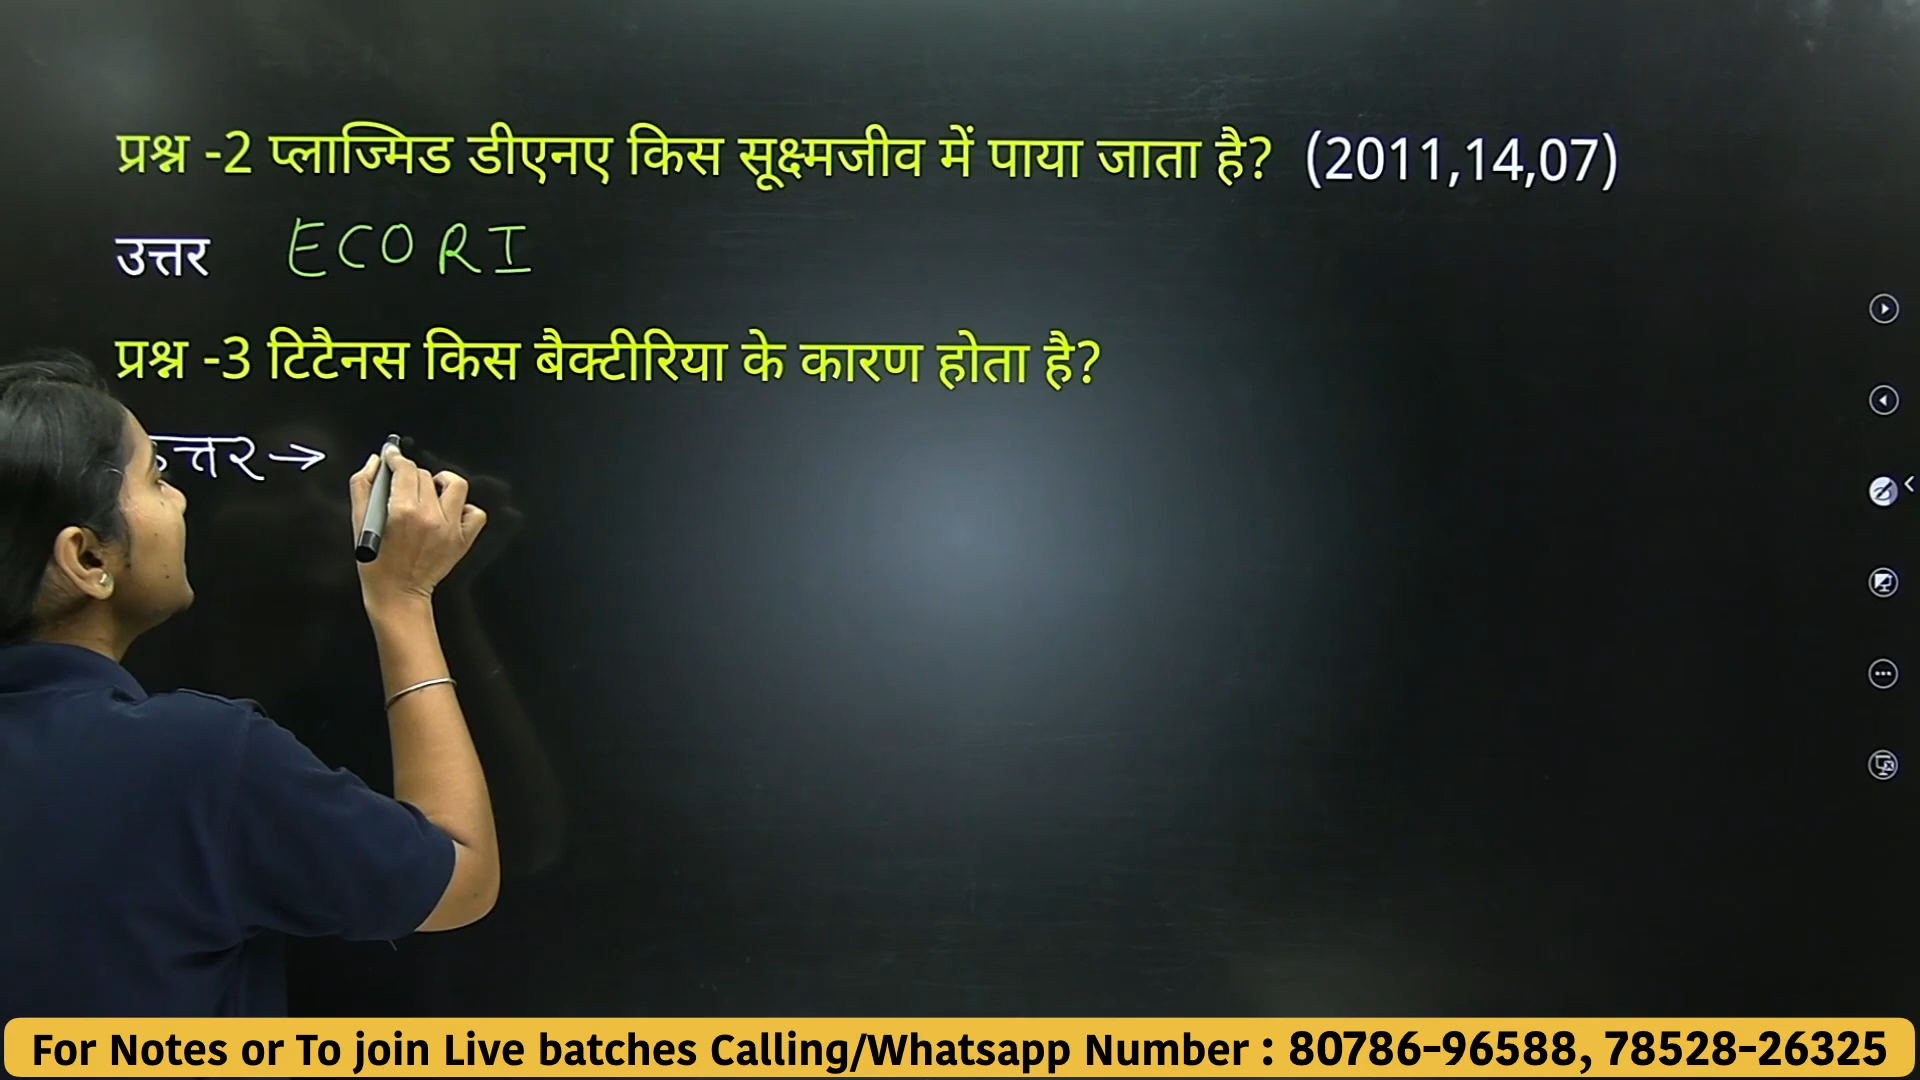 प्रश्न -2 प्लाज्मिड डीएनए किस सूक्ष्मजीव में पाया जाता है? (2011,14,07)
उत्तर ECORI
प्रश्न -3 टिटैनस किस बैक्टीरिया के कारण होता है?
उत्तर →
For Notes or To join Live batches Calling/Whatsapp Number : 80786-96588, 78528-26325